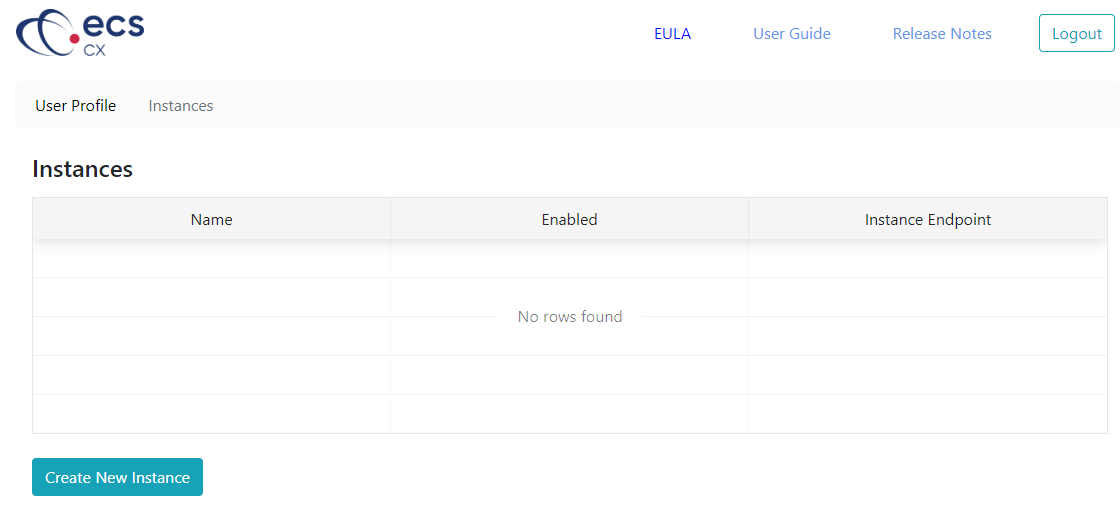 ecs
CX
EULA User Guide Release Notes Logout
User Profile Instances
Instances
Name Enabled Instance Endpoint
No rows found
Create New Instance